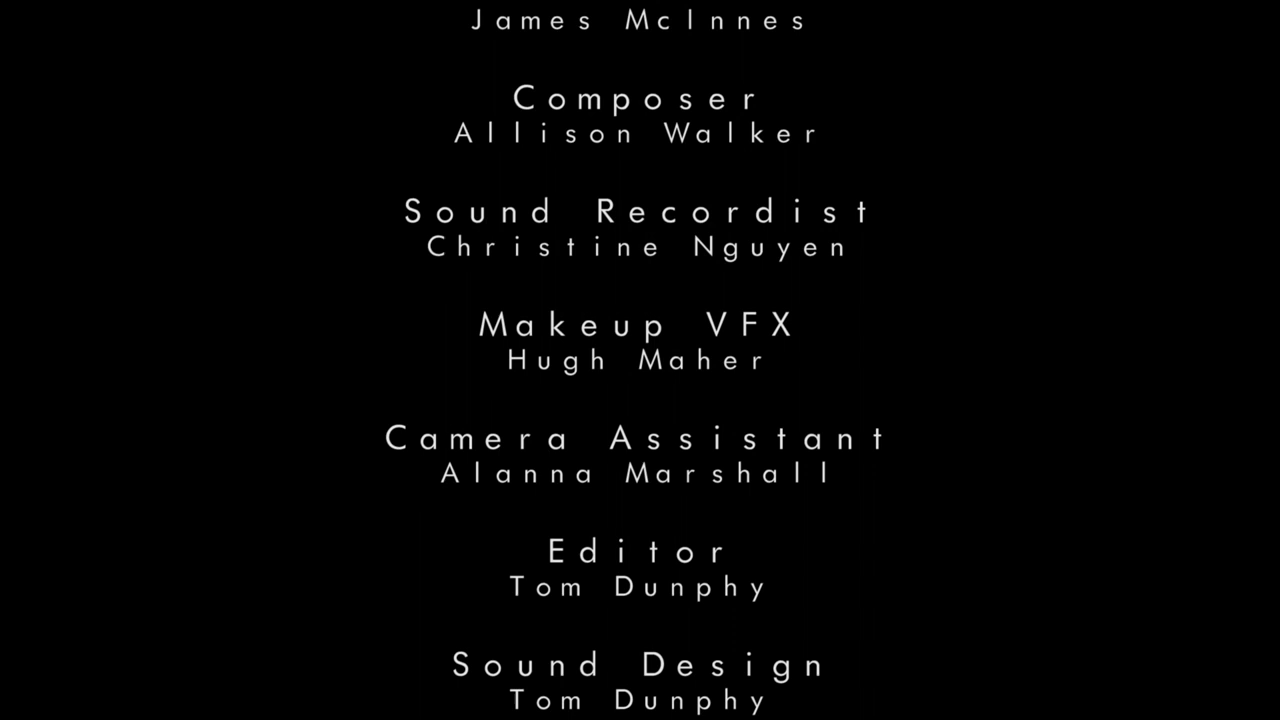 James McInnes
Composer
Allison Walker
Sound Recordist
Christine Nguyen
Makeup VFX
Hugh Maher
Camera Assistant
Alanna Marshall
Editor
Tom Dunphy
Sound Design
Tom Dunphy